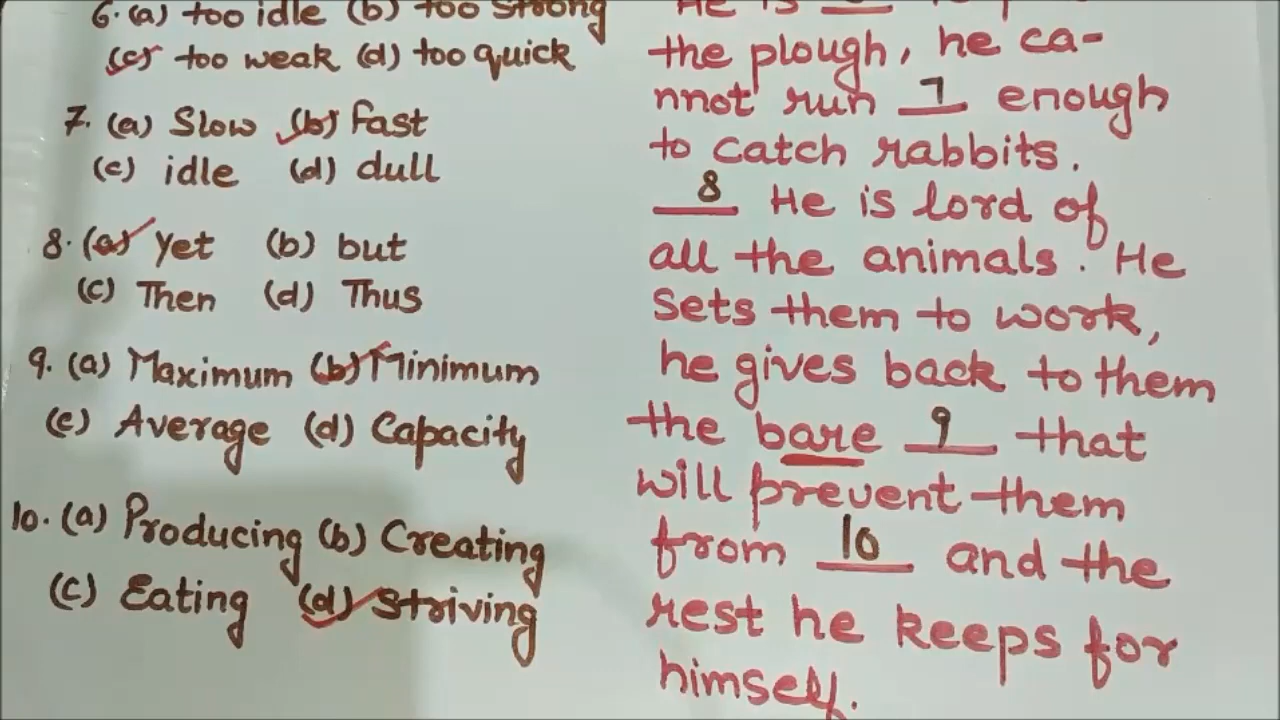 6. (a) too idle (b) too strong
(c) too weak (d) too quick
7. (a) Slow (b) fast
(c) idle (d) dull
8. (a) Yet (b) but
(c) Then (d) Thus
9. (a) Maximum (b) Minimum
(c) Average (d) Capacity
10. (a) Producing (b) Creating
(c) Eating (d) Striving
He is
the plough, he ca-
nnot run 7 enough
to catch rabbits.
8 He is lord of
all the animals. He
sets them to work,
he gives back to them
the bare 9 that
will prevent them
from 10 and the
rest he keeps for
himself.